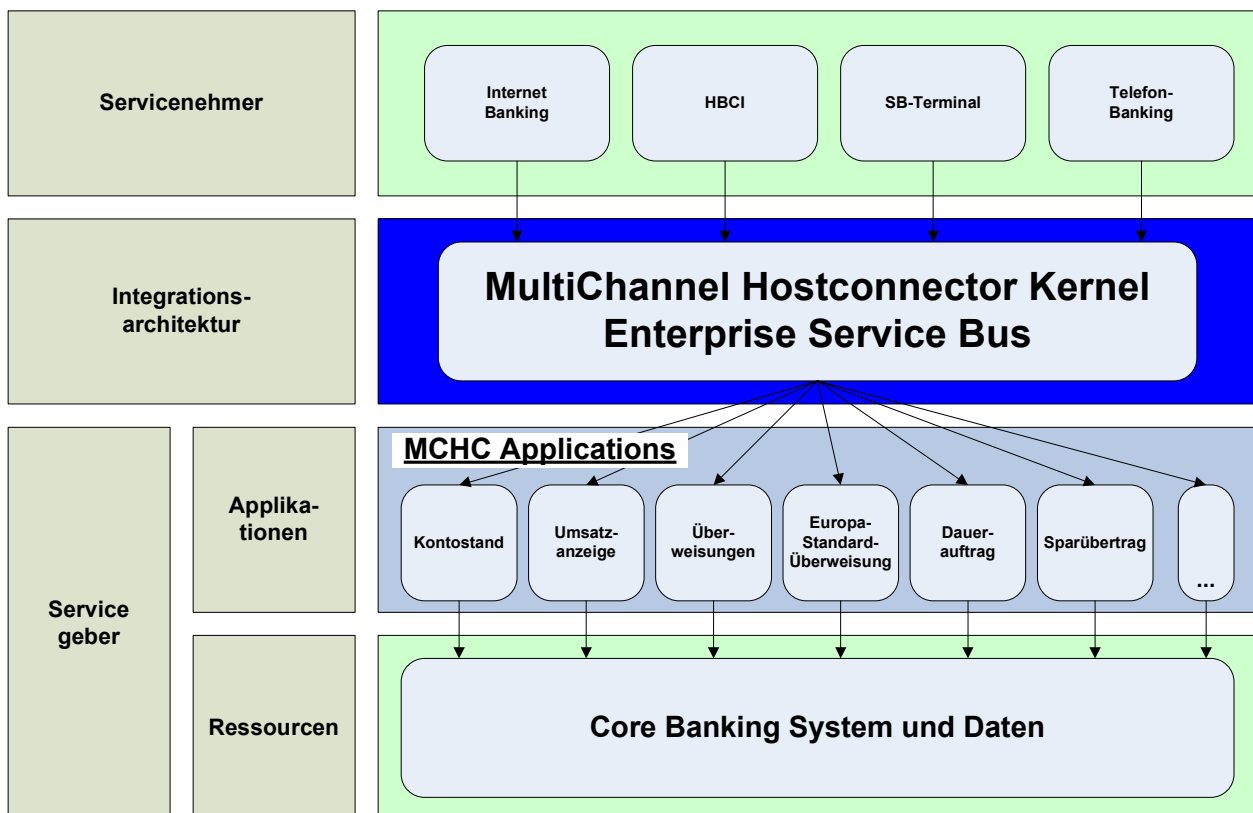 Servicenehmer
Internet
Banking
HBCI
SB-Terminal
Telefon-
Banking
Integrations-
architektur
MultiChannel Hostconnector Kernel
Enterprise Service Bus
Service
geber
Applika-
tionen
MCHC Applications
Kontostand
Umsatz-
anzeige
Über-
weisungen
Europa-
Standard-
Überweisung
Dauer-
auftrag
Sparübertrag
...
Ressourcen
Core Banking System und Daten